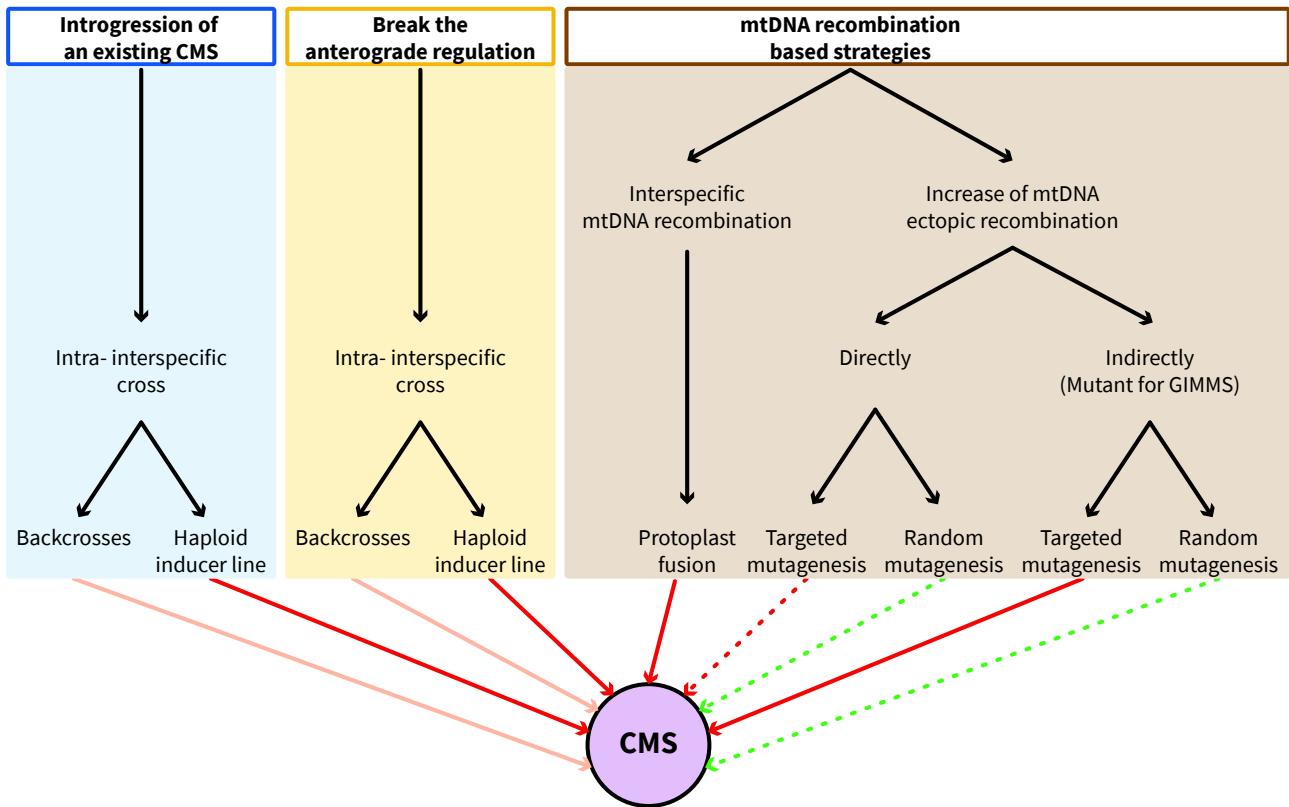 Introgression of
an existing CMS
Break the
anterograde regulation
mtDNA recombination
based strategies
Interspecific
mtDNA recombination
Increase of mtDNA
ectopic recombination
Intra- interspecific
cross
Intra- interspecific
cross
Directly
Indirectly
(Mutant for GIMMS)
Backcrosses
Haploid
inducer line
Backcrosses
Haploid
inducer line
Protoplast
fusion
Targeted
mutagenesis
Random
mutagenesis
Targeted
mutagenesis
Random
mutagenesis
CMS